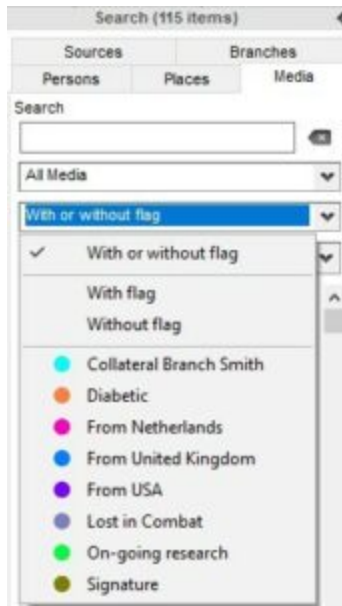 Search (115 items)
Sources Branches
Persons Places Media
Search
All Media
With or without flag
With or without flag
With flag
Without flag
Collateral Branch Smith
Diabetic
From Netherlands
From United Kingdom
From USA
Lost in Combat
On-going research
Signature